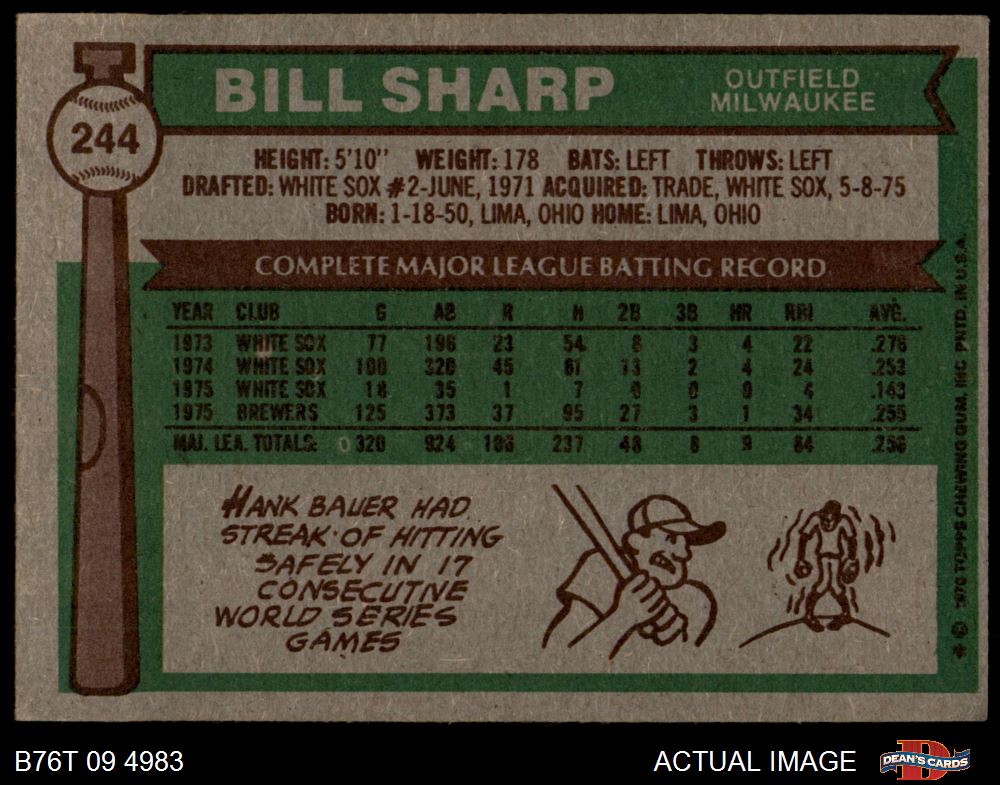 244
BILL SHARP
OUTFIELD
MILWAUKEE
HEIGHT: 5'10" WEIGHT: 178 BATS: LEFT THROWS: LEFT
DRAFTED: WHITE SOX #2-JUNE, 1971 ACQUIRED: TRADE, WHITE SOX, 5-8-75
BORN: 1-18-50, LIMA, OHIO HOME: LIMA, OHIO
COMPLETE MAJOR LEAGUE BATTING RECORD
YEAR CLUB G AB R H 2B 3B HR RBI AVG.
1973 WHITE SOX 77 196 23 54 8 3 4 22 .276
1974 WHITE SOX 100 320 45 81 13 2 4 24 .253
1975 WHITE SOX 18 35 1 7 0 0 0 4 .143
1975 BREWERS 125 373 37 95 27 3 1 34 .255
MAJ. LEA. TOTALS: 320 924 106 237 48 8 9 84 .256
HANK BAUER HAD
STREAK OF HITTING
SAFELY IN 17
CONSECUTIVE
WORLD SERIES
GAMES
* © TOPPS CHEWING GUM, INC. PRTD. IN U.S.A.
B76T 09 4983
ACTUAL IMAGE
DEAN'S CARDS